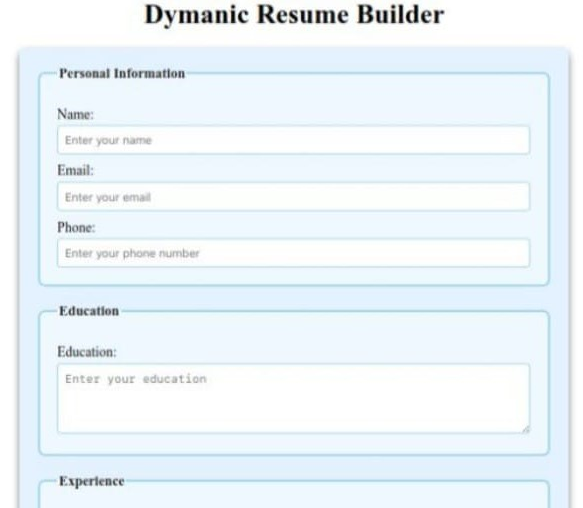 Dymanic Resume Builder
Personal Information
Name:
Enter your name
Email:
Enter your email
Phone:
Enter your phone number
Education
Education:
Enter your education
Experience